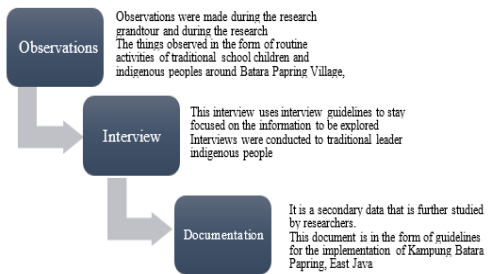 Observations
Observations were made during the research
grandtour and during the research
The things observed in the form of routine
activities of traditional school children and
indigenous peoples around Batara Papring Village,
Interview
This interview uses interview guidelines to stay
focused on the information to be explored
Interviews were conducted to traditional leader
indigenous people
Documentation
It is a secondary data that is further studied
by researchers.
This document is in the form of guidelines
for the implementation of Kampung Batara
Papring, East Java